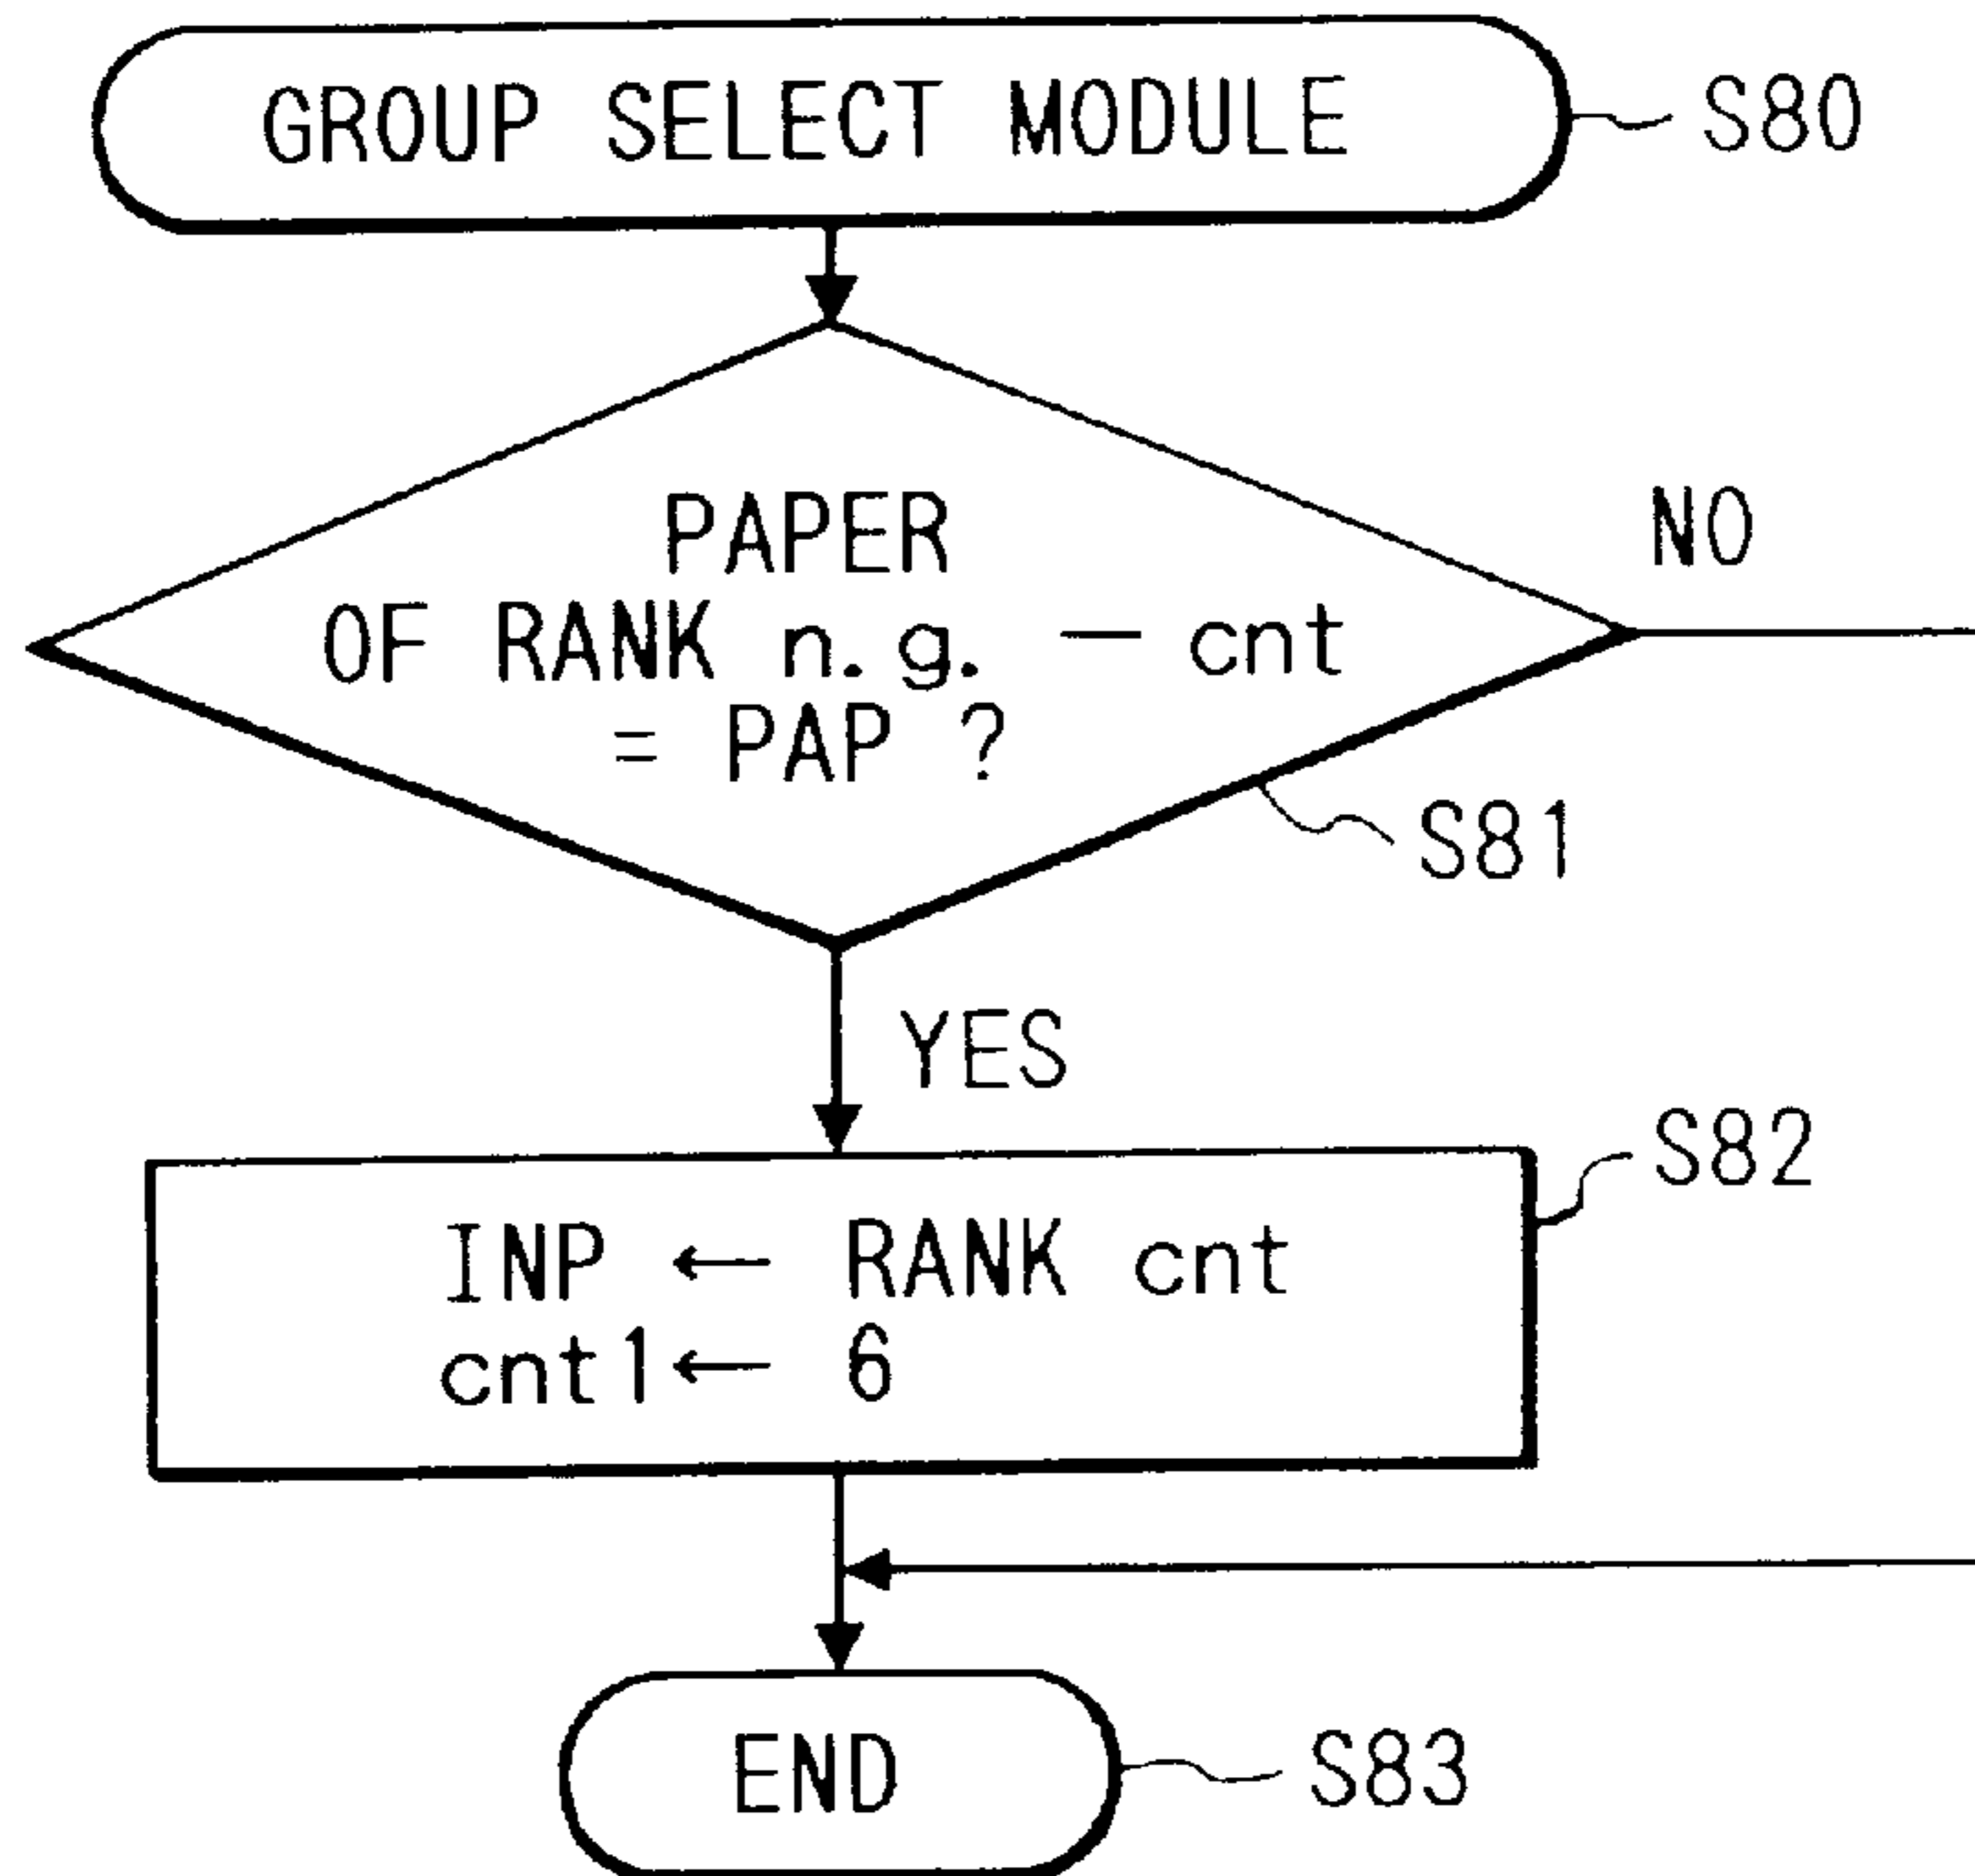 GROUP SELECT MODULE
S80
PAPER
NO
OF RANK n.g. — cnt
= PAP ?
S81
YES
S82
INP ← RANK cnt
cnt1 ← 6
END
S83